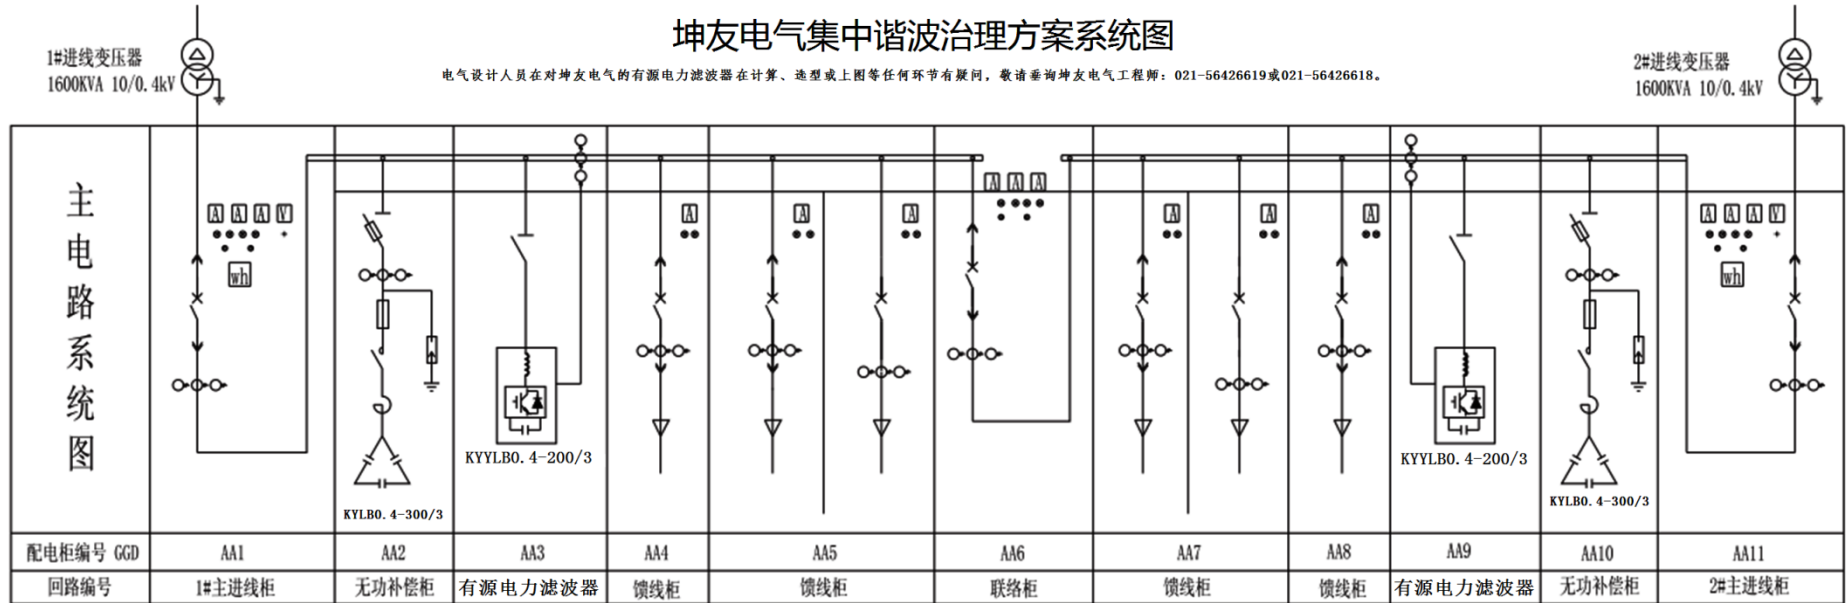 坤友电气集中谐波治理方案系统图
电气设计人员在对坤友电气的有源电力滤波器在计算、选型或上图等任何环节有疑问，敬请垂询坤友电气工程师：021-56426619或021-56426618。
1#进线变压器
1600KVA 10/0.4kV
2#进线变压器
1600KVA 10/0.4kV
主电路系统图
A A A V
wh
A
A
A
A A A
A
A
A
A A A V
wh
KYLB0.4-300/3
KYYLB0.4-200/3
KYYLB0.4-200/3
KYLB0.4-300/3
配电柜编号 GGD AA1 AA2 AA3 AA4 AA5 AA6 AA7 AA8 AA9 AA10 AA11
回路编号 1#主进线柜 无功补偿柜 有源电力滤波器 馈线柜 馈线柜 联络柜 馈线柜 馈线柜 有源电力滤波器 无功补偿柜 2#主进线柜